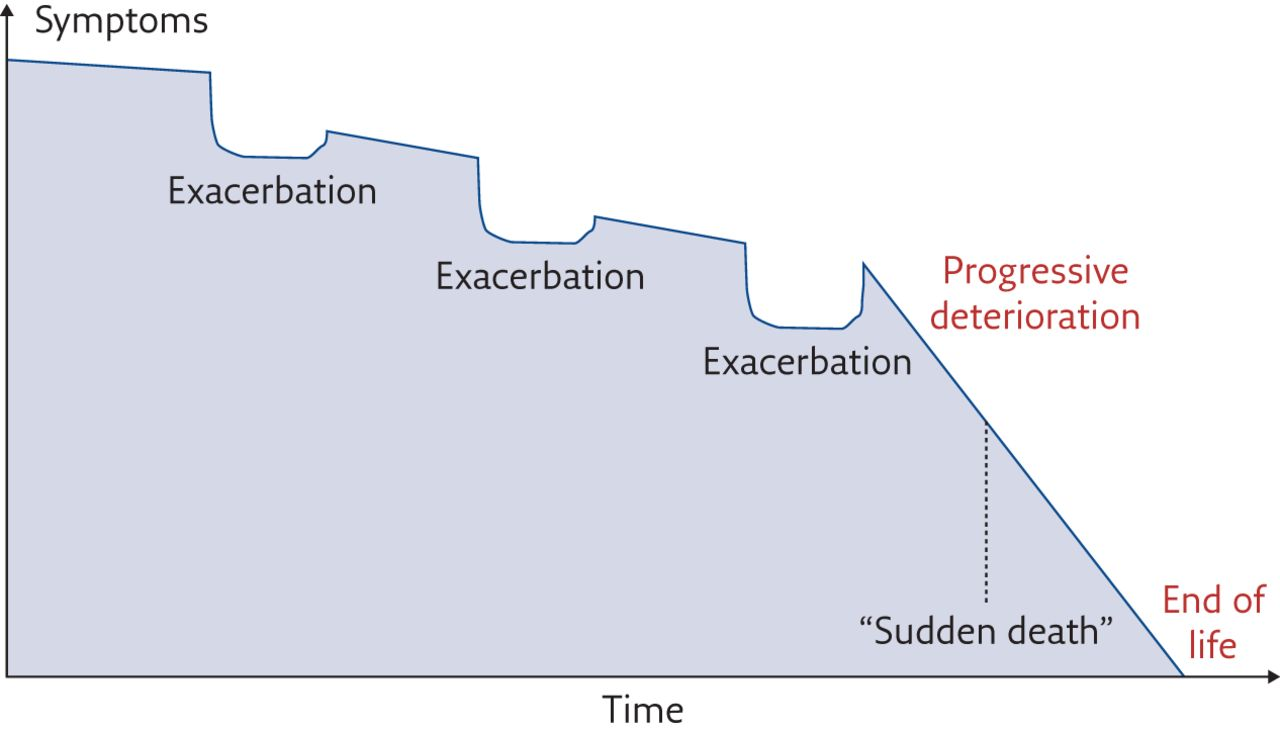 Symptoms
Exacerbation
Exacerbation
Exacerbation
Progressive
deterioration
“Sudden death”
End of
life
Time